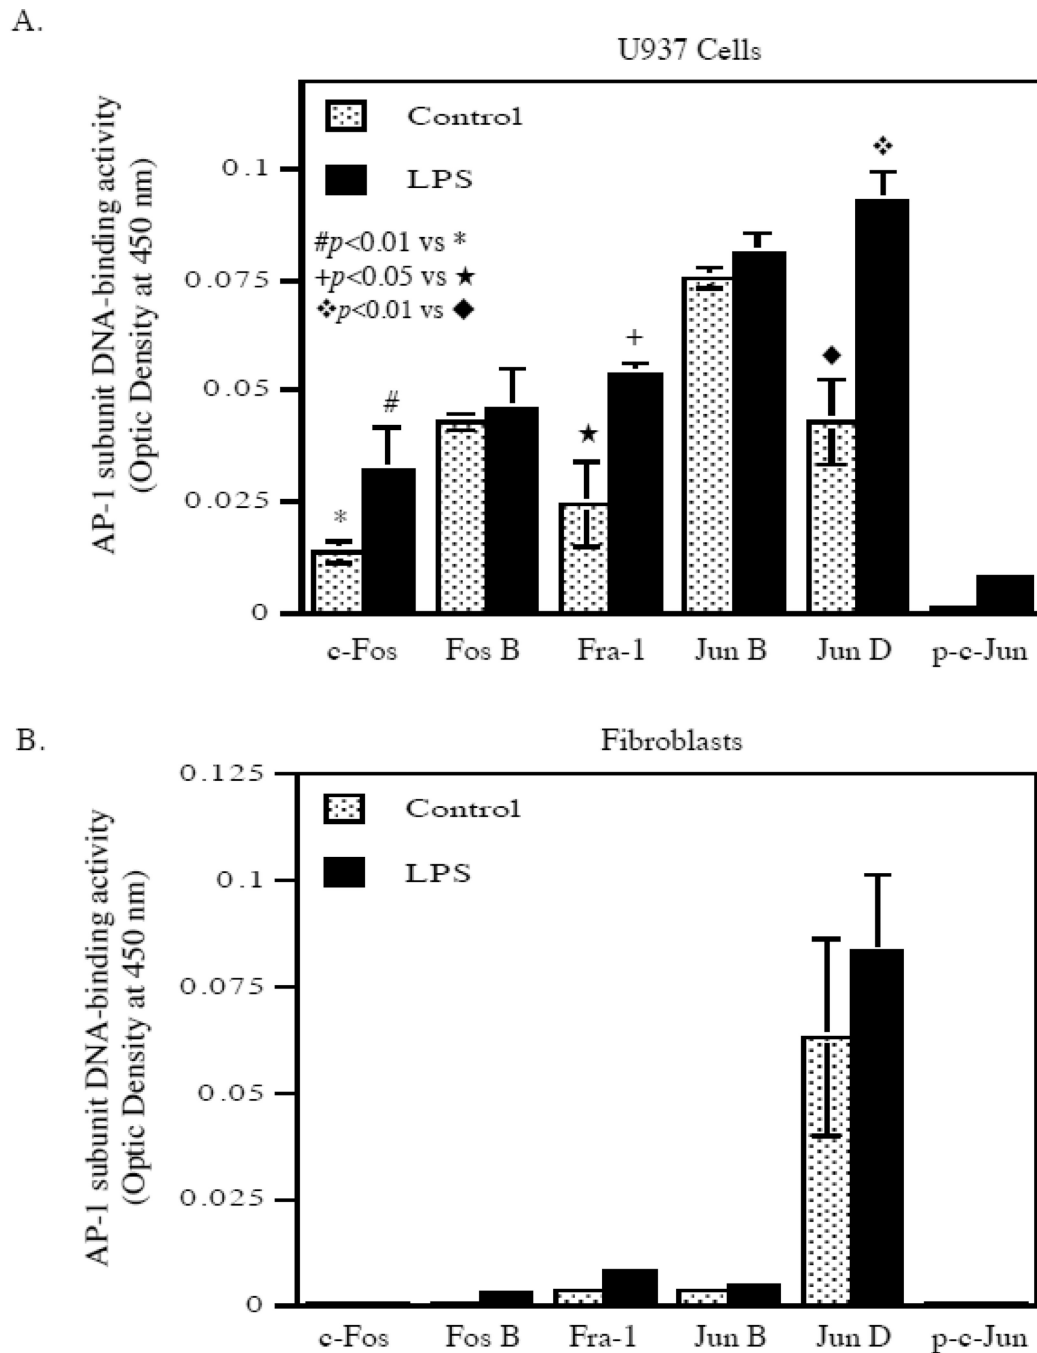 A.
U937 Cells
AP-1 subunit DNA-binding activity
(Optic Density at 450 nm)
Control
LPS
#p<0.01 vs *
+p<0.05 vs ★
❖p<0.01 vs ◆
0.1
0.075
0.05
0.025
0
*
#
★
+
◆
❖
c-Fos
Fos B
Fra-1
Jun B
Jun D
p-c-Jun
B.
Fibroblasts
AP-1 subunit DNA-binding activity
(Optic Density at 450 nm)
Control
LPS
0.125
0.1
0.075
0.05
0.025
0
c-Fos
Fos B
Fra-1
Jun B
Jun D
p-c-Jun